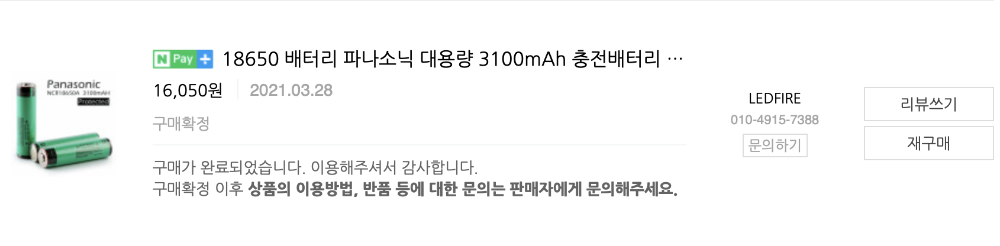 Panasonic
NCR18650A 3100mAH
Protected
N Pay + 18650 배터리 파나소닉 대용량 3100mAh 충전배터리 …
16,050원 2021.03.28
구매확정
구매가 완료되었습니다. 이용해주셔서 감사합니다.
구매확정 이후 상품의 이용방법, 반품 등에 대한 문의는 판매자에게 문의해주세요.
LEDFIRE
010-4915-7388
문의하기
리뷰쓰기
재구매